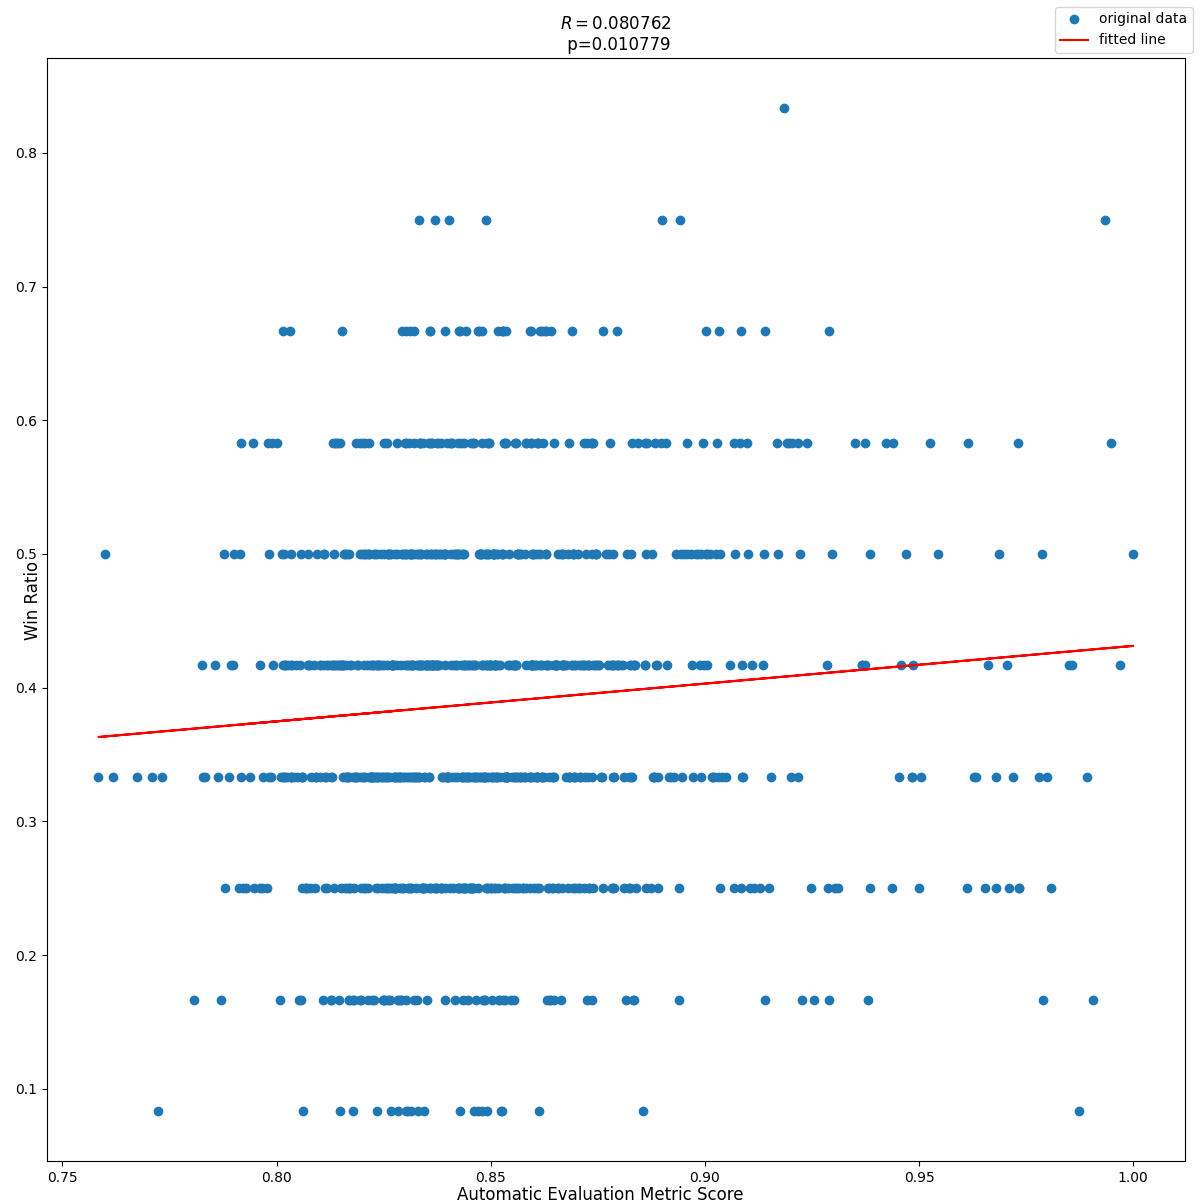 R = 0.080762
p=0.010779
original data
fitted line
Win Ratio
0.8
0.7
0.6
0.5
0.4
0.3
0.2
0.1
0.75
0.80
0.85
0.90
0.95
1.00
Automatic Evaluation Metric Score